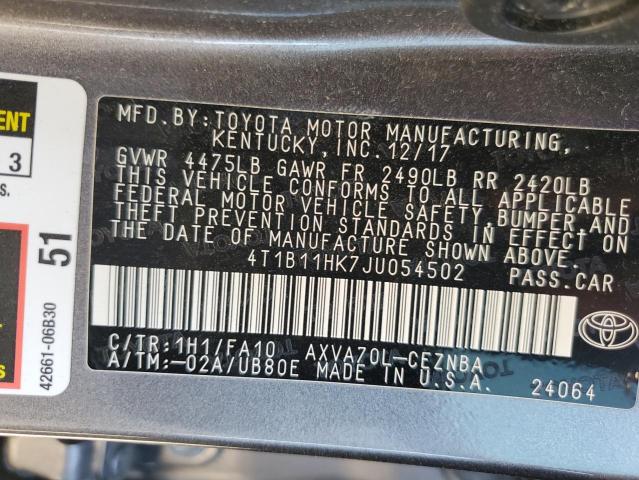 MFD.BY:TOYOTA MOTOR MANUFACTURING,
KENTUCKY, INC. 12/17
GVWR 4475LB GAWR FR 2490LB RR 2420LB
THIS VEHICLE CONFORMS TO ALL APPLICABLE
FEDERAL MOTOR VEHICLE SAFETY, BUMPER, AND
THEFT PREVENTION STANDARDS IN EFFECT ON
THE DATE OF MANUFACTURE SHOWN ABOVE.
4T1B11HK7JU054502 PASS.CAR
C/TR:1H1/FA10 AXVA70L-CEZNBA
A/TM:-02A/UB80E MADE IN U.S.A. 24064
3
51
42661-06B30